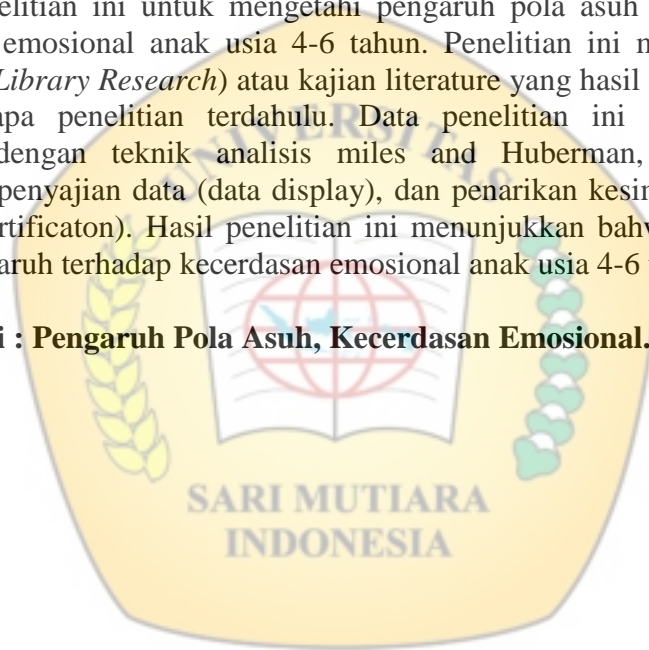 elitian ini untuk mengetahi pengaruh pola asuh
emosional anak usia 4-6 tahun. Penelitian ini m
Library Research) atau kajian literature yang hasil
apa penelitian terdahulu. Data penelitian ini
dengan teknik analisis miles and Huberman,
penyajian data (data display), dan penarikan kesin
rtificaton). Hasil penelitian ini menunjukkan bahw
aruh terhadap kecerdasan emosional anak usia 4-6
i : Pengaruh Pola Asuh, Kecerdasan Emosional.
UNIVERSITAS
SARI MUTIARA
INDONESIA